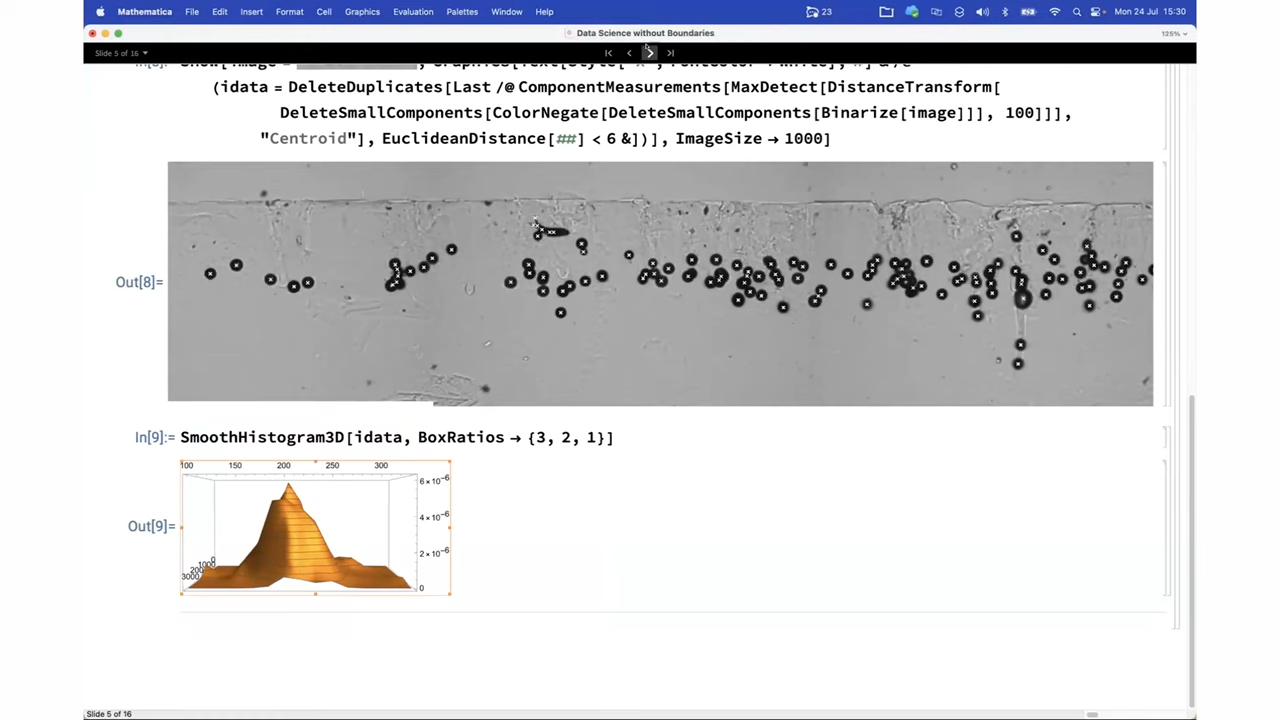 Mathematica File Edit Insert Format Cell Graphics Evaluation Palettes Window Help 23 Mon 24 Jul 15:30
Data Science without Boundaries 125%
Slide 5 of 16
(idata = DeleteDuplicates[Last /@ ComponentMeasurements[MaxDetect[DistanceTransform[
DeleteSmallComponents[ColorNegate[DeleteSmallComponents[Binarize[image]]], 100]]],
"Centroid"], EuclideanDistance[##] < 6 &])], ImageSize → 1000]
Out[8]=
In[9]:= SmoothHistogram3D[idata, BoxRatios → {3, 2, 1}]
100 150 200 250 300
6 × 10⁻⁶
4 × 10⁻⁶
Out[9]=
2 × 10⁻⁶
0
1000
3000
0
Slide 5 of 16